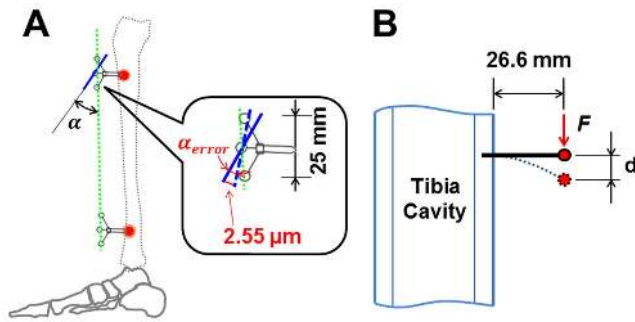 A
α
α_error
25 mm
2.55 µm
B
26.6 mm
F
d
Tibia
Cavity